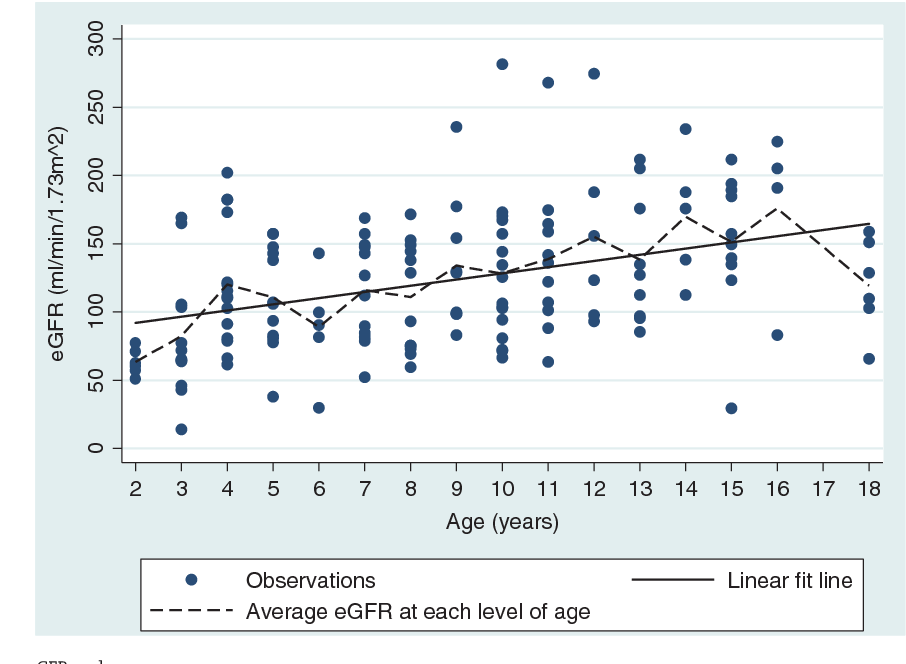 300
250
200
150
100
50
0
eGFR (ml/min/1.73m^2)
2 3 4 5 6 7 8 9 10 11 12 13 14 15 16 17 18
Age (years)
Observations Linear fit line
Average eGFR at each level of age